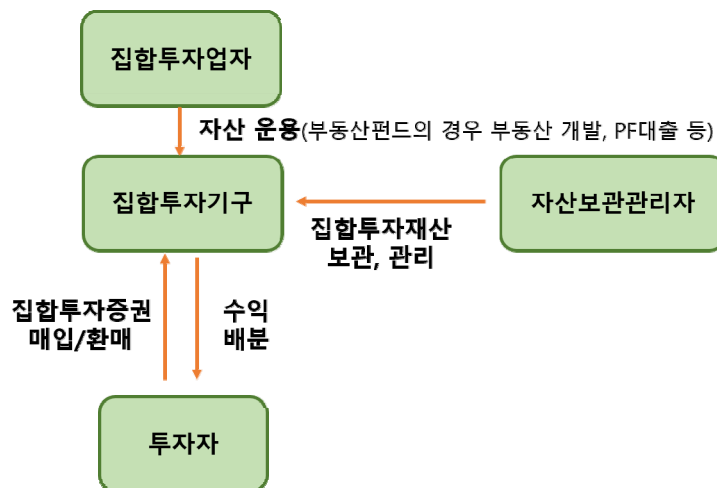 집합투자업자
자산 운용(부동산펀드의 경우 부동산 개발, PF대출 등)
집합투자기구
자산보관관리자
집합투자재산
보관, 관리
집합투자증권
매입/환매
수익
배분
투자자